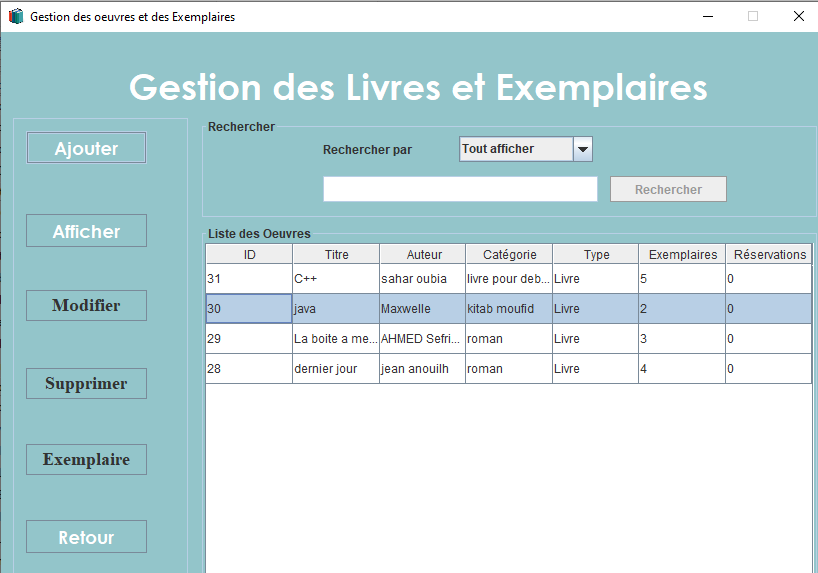 Gestion des oeuvres et des Exemplaires
Gestion des Livres et Exemplaires
Ajouter
Afficher
Modifier
Supprimer
Exemplaire
Retour
Rechercher
Rechercher par Tout afficher
Rechercher
Liste des Oeuvres
ID Titre Auteur Catégorie Type Exemplaires Réservations
31 C++ sahar oubia livre pour deb... Livre 5 0
30 java Maxwelle kitab moufid Livre 2 0
29 La boite a me... AHMED Sefri... roman Livre 3 0
28 dernier jour jean anouilh roman Livre 4 0